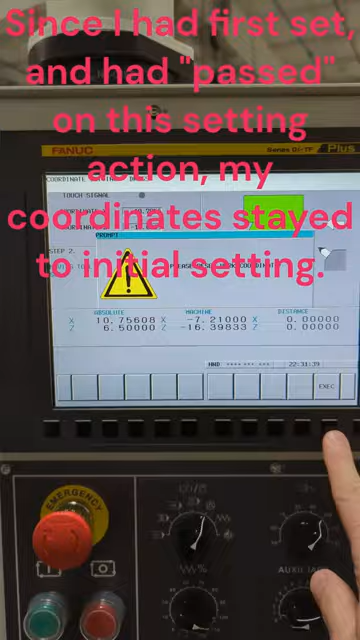 Since I had first set,
and had "passed"
on this setting
action, my
coordinates stayed
to initial setting.
FANUC
Series 0i-TF Plus
TOUCH SIGNAL
STEP 2.
PROMPT
ABSOLUTE MACHINE DISTANCE
X 10.75608 X -7.21000 X 0.00000
Z 6.50000 Z -16.39833 Z 0.00000
HND **** *** *** 22:31:39
EXEC
EMERGENCY
AUXILIARY